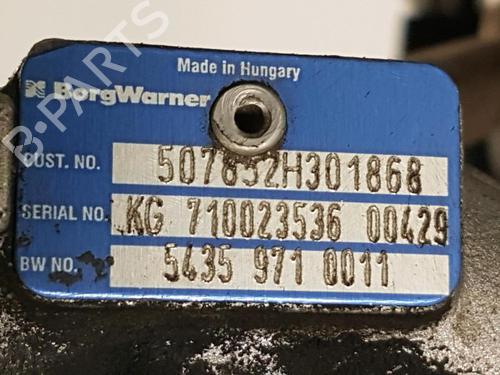 Made in Hungary
BorgWarner
CUST. NO. 507832H301868
SERIAL NO. KG 710023536 00429
BW NO. 5435 971 0011
B-PARTS